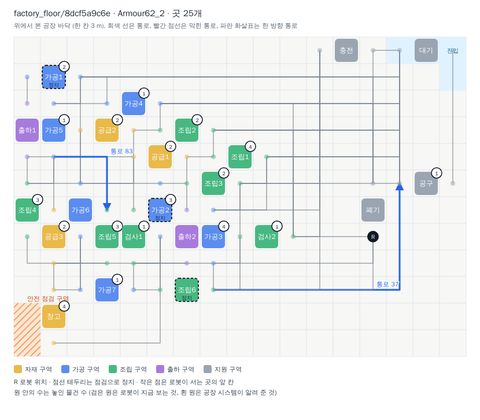 factory_floor/8dcf5a9c6e · Armour62_2 · 곳 25개
위에서 본 공장 바닥 (한 칸 3 m). 회색 선은 통로, 빨간 점선은 막힌 통로, 파란 화살표는 한 방향 통로
충전 대기 진입
가공1 2
가공4 1
출하1 가공5 1 공급2 2 조립2 2
통로 83 공급1 2 조립1 4
조립3 2 공구 1
조립4 3 가공6 가공2 3 폐기
공급3 2 조립5 3 검사1 1 출하2 가공3 4 검사2 1 R
가공7 1 조립6 통로 37
안전 점검 구역
창고 4
자재 구역 가공 구역 조립 구역 출하 구역 지원 구역
R 로봇 위치 · 점선 테두리는 점검으로 정지 · 작은 점은 로봇이 서는 곳의 앞 칸
원 안의 수는 놓인 물건 수 (검은 원은 로봇이 지금 보는 것, 흰 원은 공장 시스템이 알려 준 것)